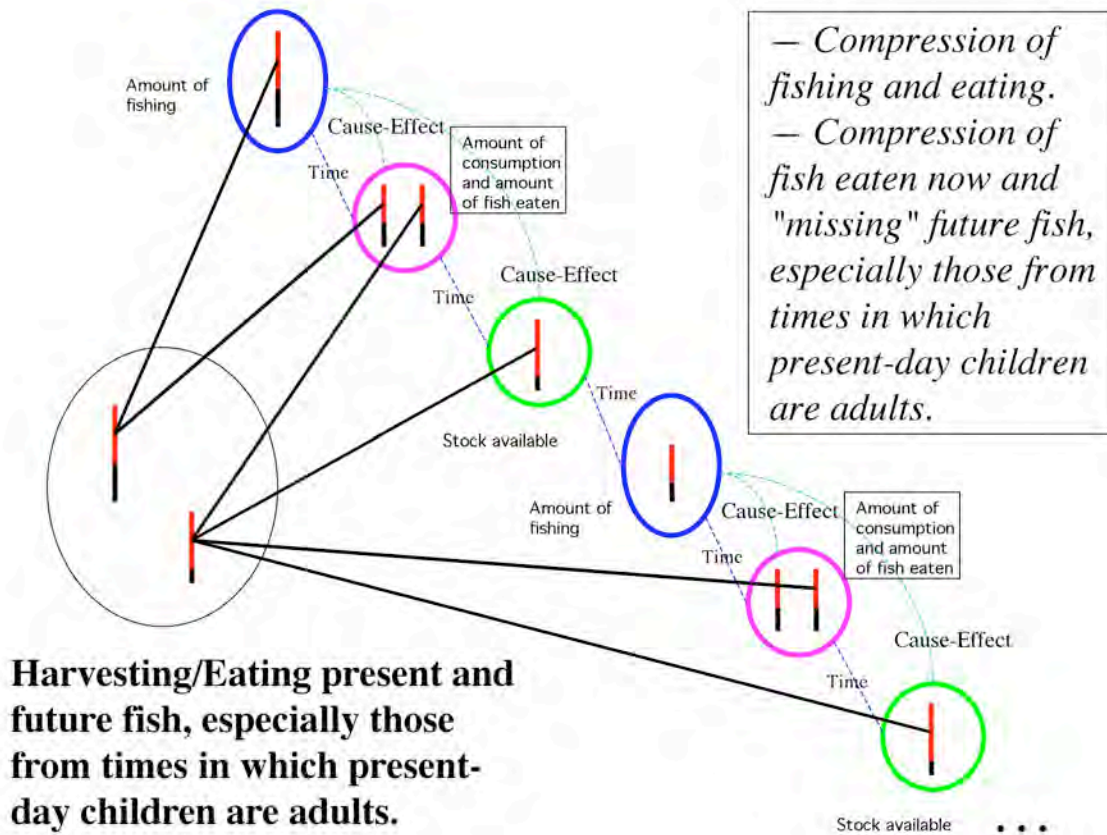 Amount of
fishing
Cause-Effect
Time
Amount of
consumption
and amount
of fish eaten
— Compression of
fishing and eating.
— Compression of
fish eaten now and
"missing" future fish,
especially those from
times in which
present-day children
are adults.
Cause-Effect
Time
Time
Stock available
Amount of
fishing
Cause-Effect
Time
Amount of
consumption
and amount
of fish eaten
Cause-Effect
Time
Harvesting/Eating present and
future fish, especially those
from times in which present-
day children are adults.
Stock available • • •